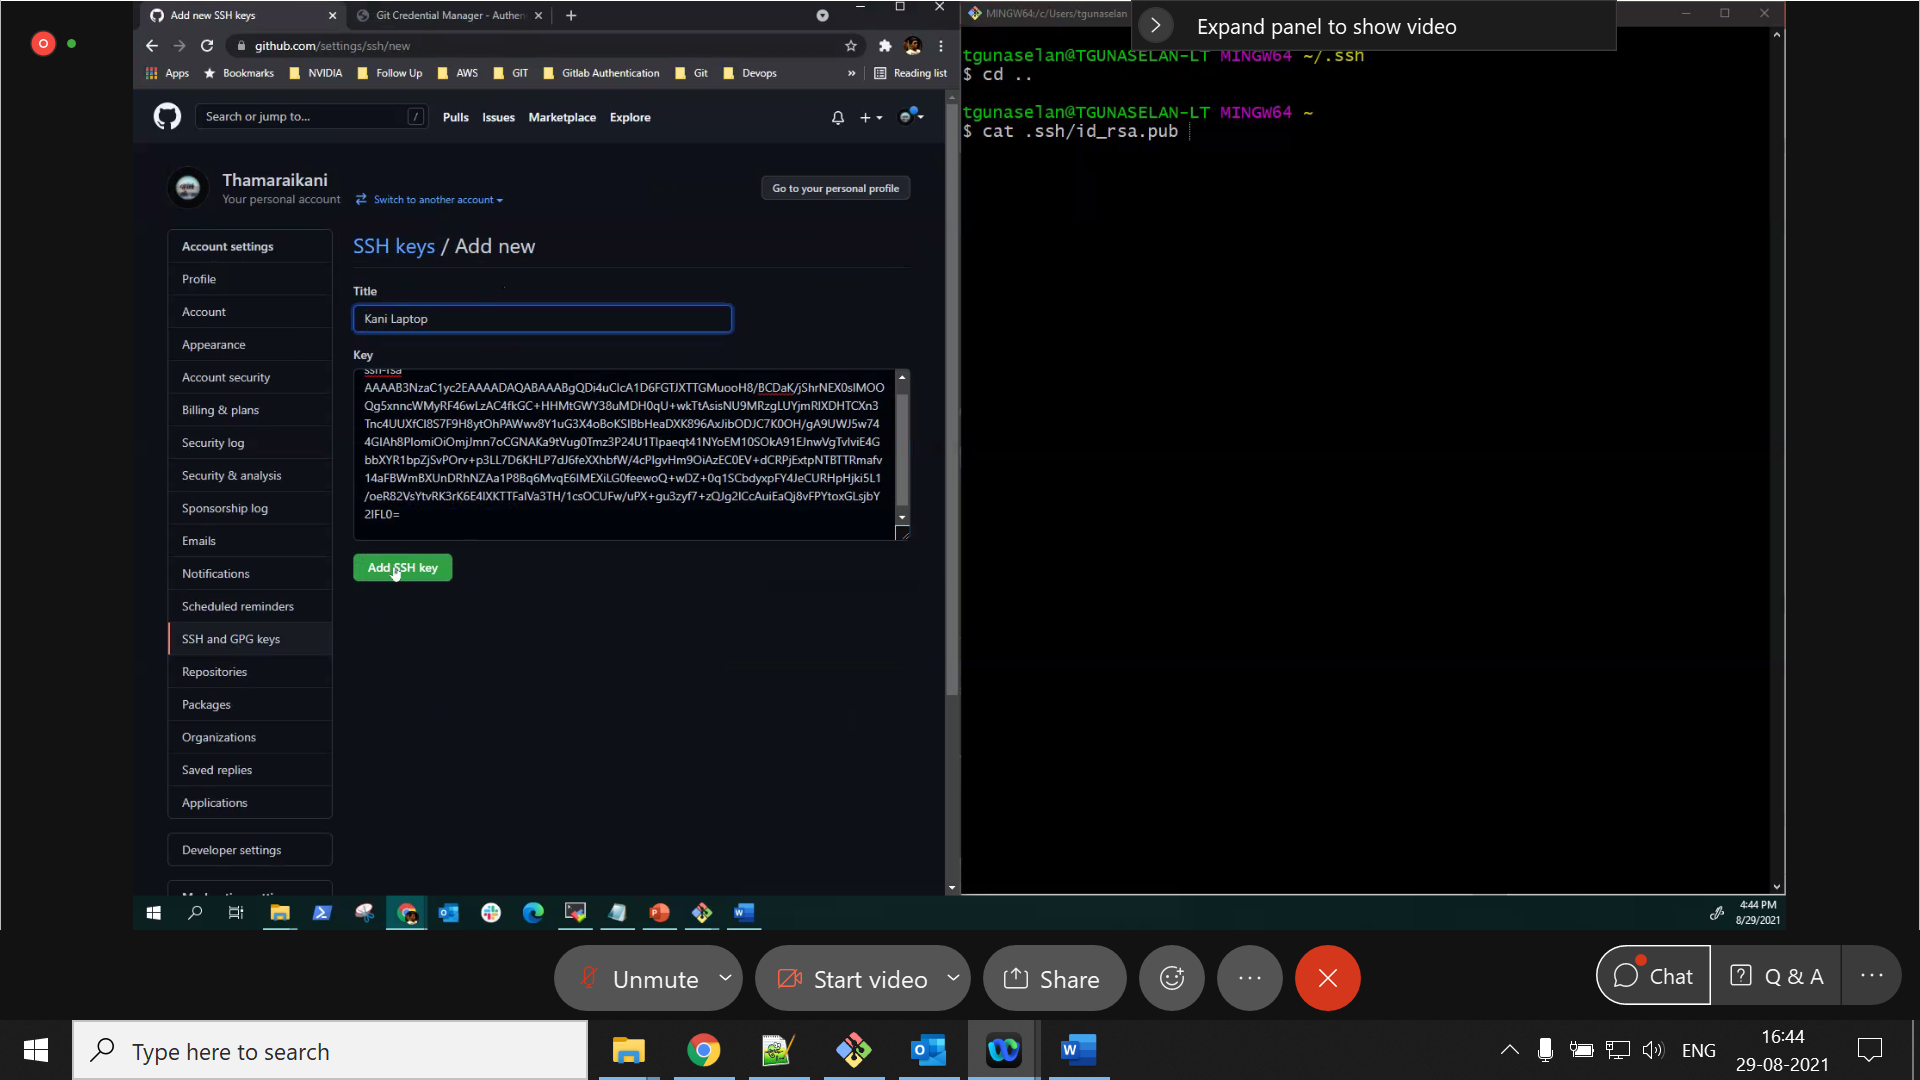 Add new SSH keys
Git Credential Manager - Authen
github.com/settings/ssh/new
Apps
Bookmarks
NVIDIA
Follow Up
AWS
GIT
Gitlab Authentication
Git
Devops
»
Reading list
Search or jump to...
/
Pulls
Issues
Marketplace
Explore
Thamaraikani
Your personal account
Switch to another account
Go to your personal profile
Account settings
Profile
Account
Appearance
Account security
Billing & plans
Security log
Security & analysis
Sponsorship log
Emails
Notifications
Scheduled reminders
SSH and GPG keys
Repositories
Packages
Organizations
Saved replies
Applications
Developer settings
SSH keys / Add new
Title
Kani Laptop
Key
ssh-rsa
2IFL0=
Add SSH key
MINGW64:/c/Users/tgunaselan
Expand panel to show video
tgunaselan@TGUNASELAN-LT MINGW64 ~/.ssh
$ cd ..
tgunaselan@TGUNASELAN-LT MINGW64 ~
$ cat .ssh/id_rsa.pub
4:44 PM
8/29/2021
Unmute
Start video
Share
Chat
Q & A
Type here to search
ENG
16:44
29-08-2021